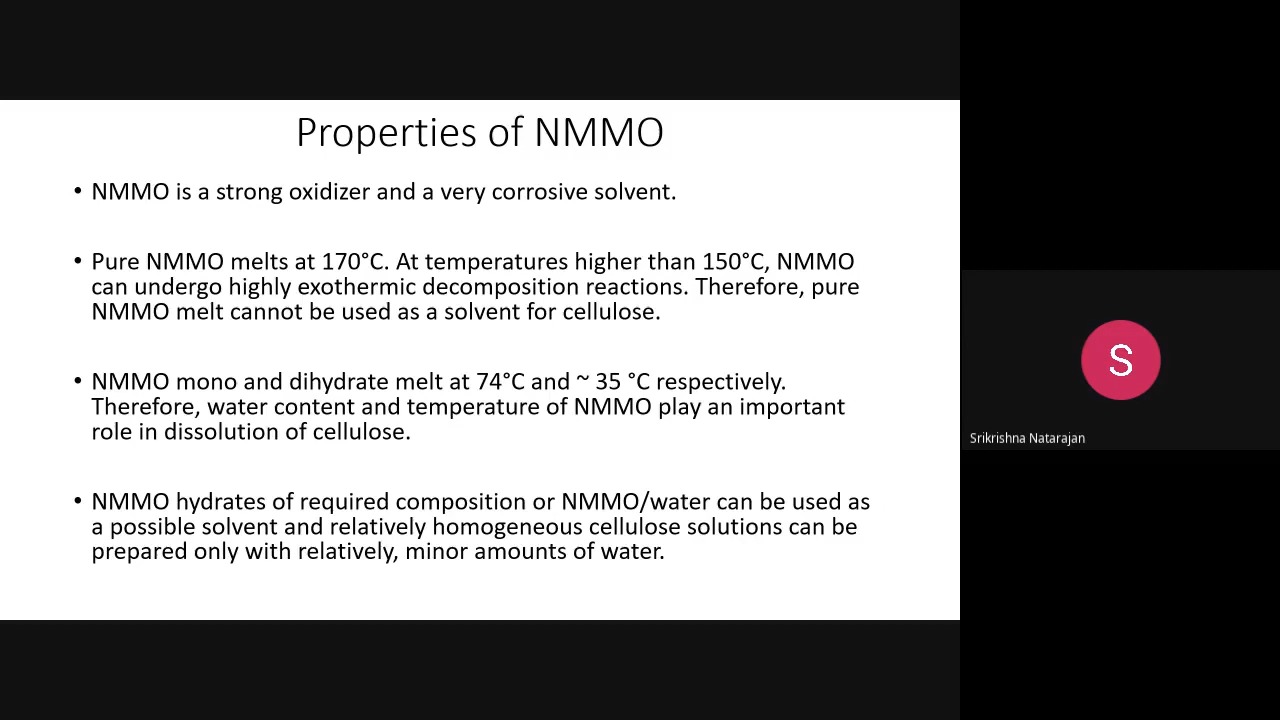 Properties of NMMO
• NMMO is a strong oxidizer and a very corrosive solvent.
• Pure NMMO melts at 170°C. At temperatures higher than 150°C, NMMO
can undergo highly exothermic decomposition reactions. Therefore, pure
NMMO melt cannot be used as a solvent for cellulose.
• NMMO mono and dihydrate melt at 74°C and ~ 35 °C respectively.
Therefore, water content and temperature of NMMO play an important
role in dissolution of cellulose.
• NMMO hydrates of required composition or NMMO/water can be used as
a possible solvent and relatively homogeneous cellulose solutions can be
prepared only with relatively, minor amounts of water.
S
Srikrishna Natarajan